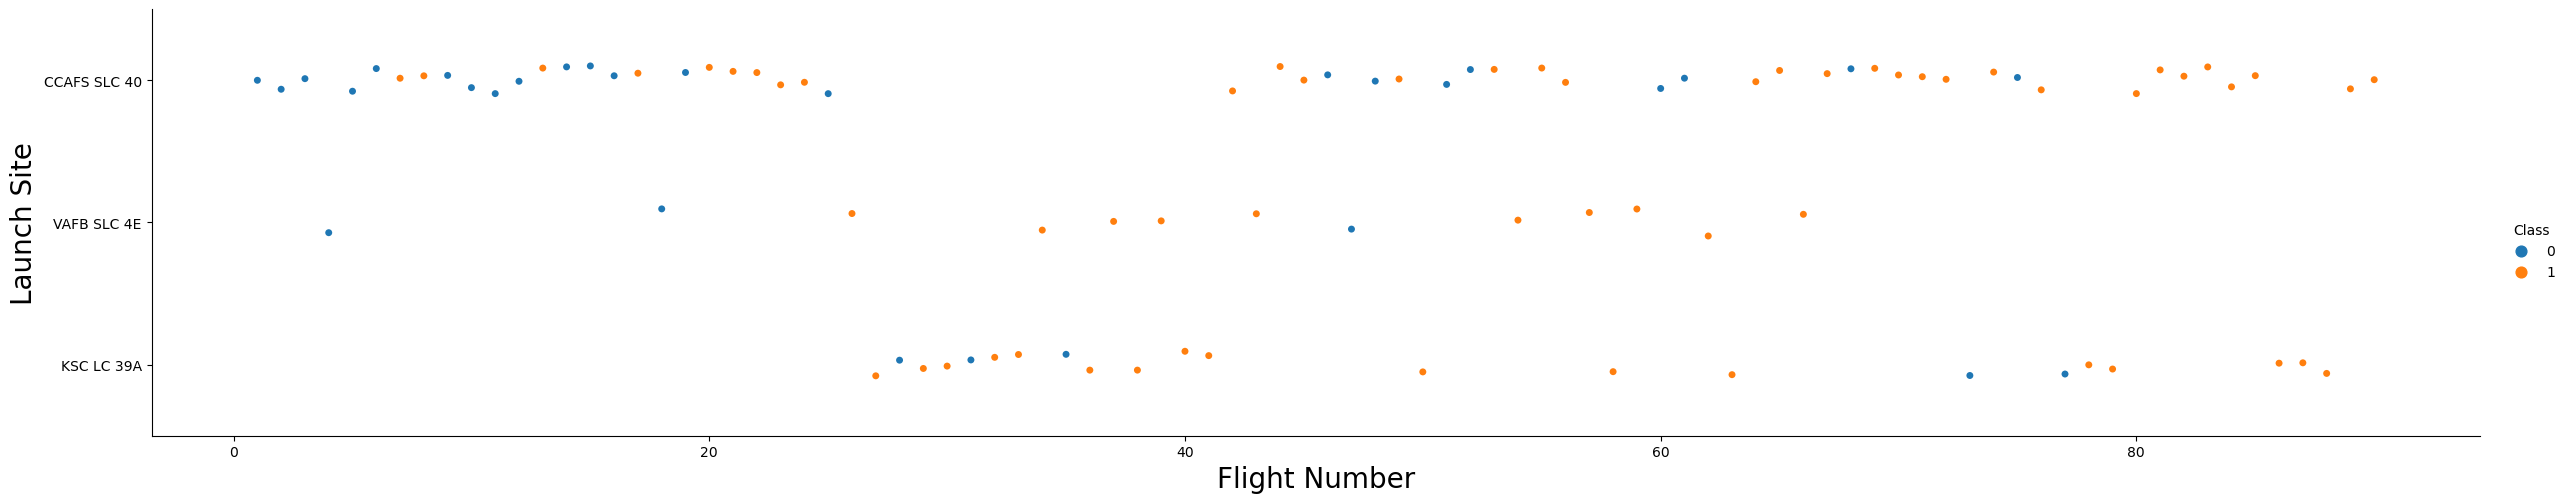 Launch Site
CCAFS SLC 40
VAFB SLC 4E
KSC LC 39A
0 20 40 60 80
Flight Number
Class
0
1